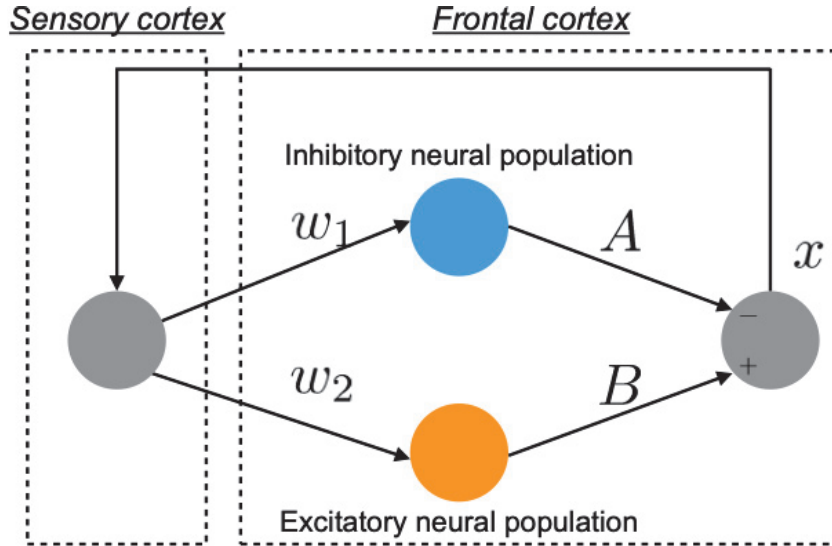 Sensory cortex
Frontal cortex
Inhibitory neural population
w₁
A
x
−
+
w₂
B
Excitatory neural population